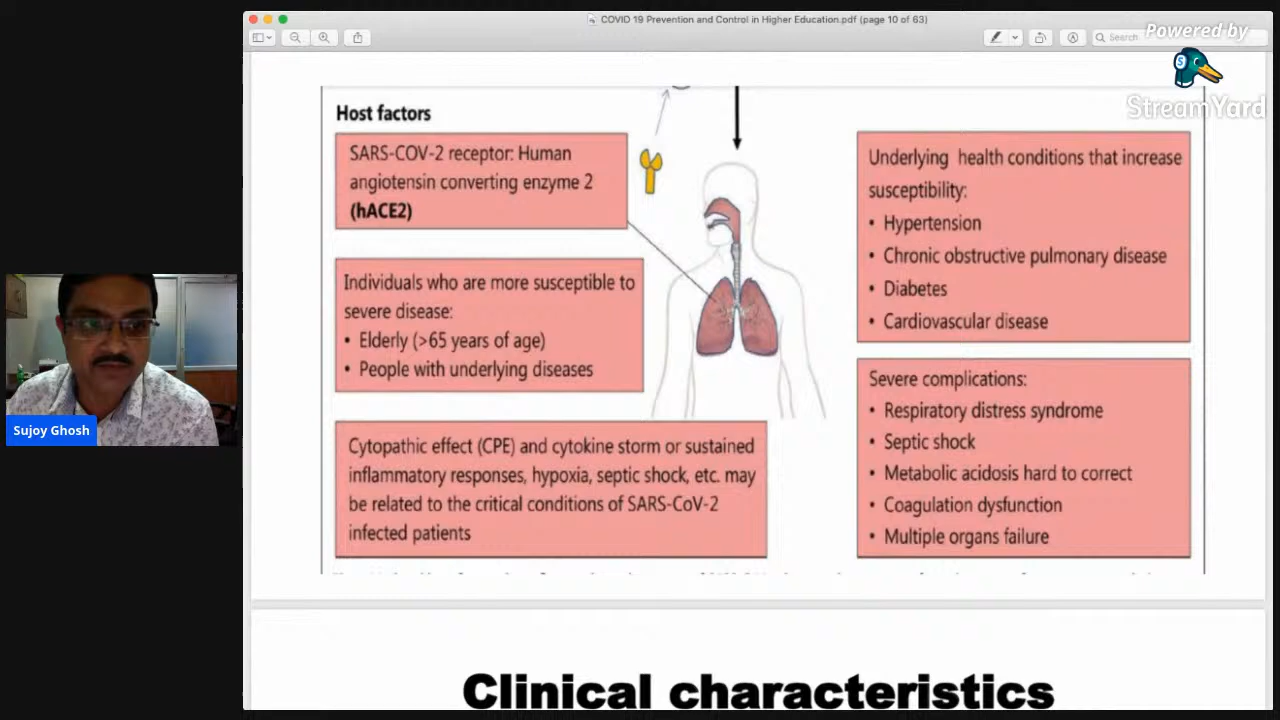 COVID 19 Prevention and Control in Higher Education.pdf (page 10 of 63)
Search
Powered by
S
StreamYard
Host factors
SARS-COV-2 receptor: Human
angiotensin converting enzyme 2
(hACE2)
Individuals who are more susceptible to
severe disease:
• Elderly (>65 years of age)
• People with underlying diseases
Cytopathic effect (CPE) and cytokine storm or sustained
inflammatory responses, hypoxia, septic shock, etc. may
be related to the critical conditions of SARS-CoV-2
infected patients
Underlying health conditions that increase
susceptibility:
• Hypertension
• Chronic obstructive pulmonary disease
• Diabetes
• Cardiovascular disease
Severe complications:
• Respiratory distress syndrome
• Septic shock
• Metabolic acidosis hard to correct
• Coagulation dysfunction
• Multiple organs failure
Sujoy Ghosh
Clinical characteristics